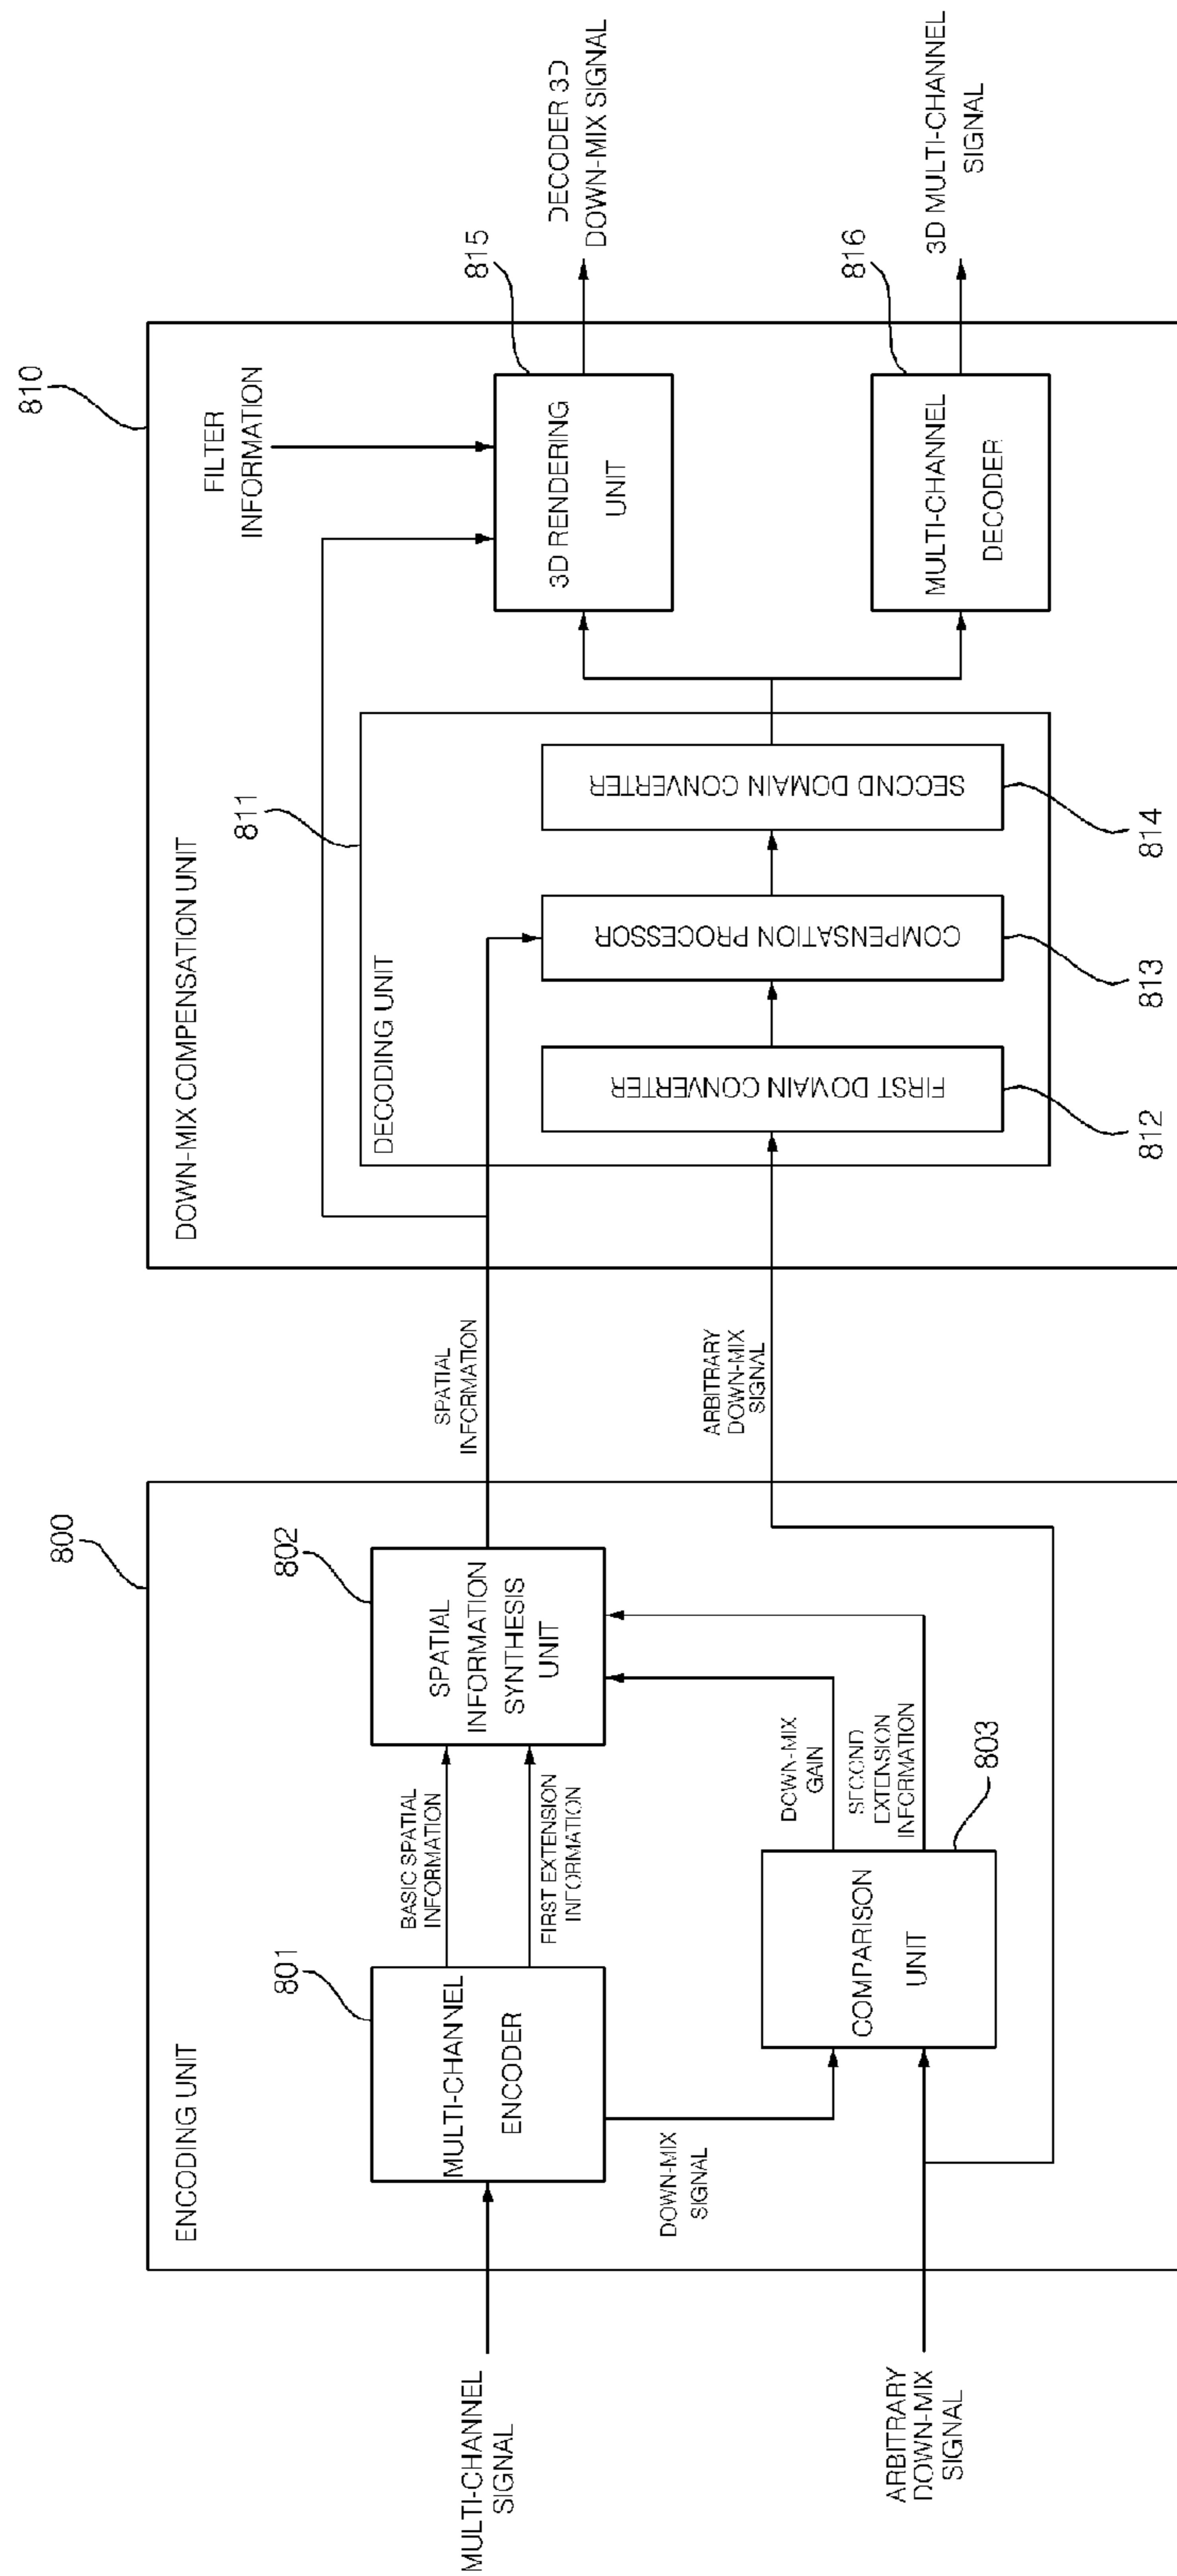 800
ENCODING UNIT
MULTI-CHANNEL
SIGNAL
801
MULTI-CHANNEL
ENCODER
BASIC SPATIAL
INFORMATION
FIRST EXTENSION
INFORMATION
802
SPATIAL
INFORMATION
SYNTHESIS
UNIT
DOWN-MIX
SIGNAL
ARBITRARY
DOWN-MIX
SIGNAL
COMPARISON
UNIT
803
DOWN-MIX
GAIN
SECOND
EXTENSION
INFORMATION
SPATIAL
INFORMATION
ARBITRARY
DOWN-MIX
SIGNAL
810
DOWN-MIX COMPENSATION UNIT
811
DECODING UNIT
FIRST DOMAIN CONVERTER
812
COMPENSATION PROCESSOR
813
SECOND DOMAIN CONVERTER
814
FILTER
INFORMATION
815
3D RENDERING
UNIT
DECODER 3D
DOWN-MIX SIGNAL
816
MULTI-CHANNEL
DECODER
3D MULTI-CHANNEL
SIGNAL